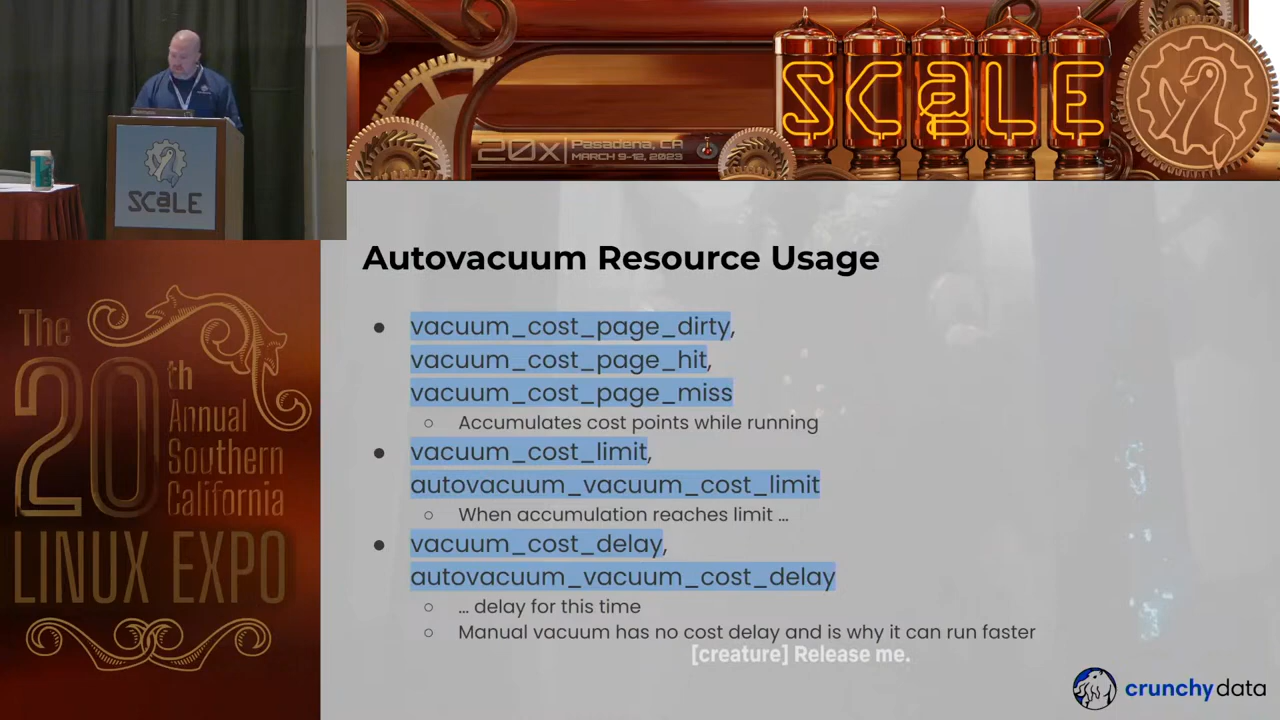 SCaLE
20x
Pasadena, CA
MARCH 9-12, 2023
SCaLE
The
20th
Annual
Southern
California
LINUX EXPO
Autovacuum Resource Usage
vacuum_cost_page_dirty,
vacuum_cost_page_hit,
vacuum_cost_page_miss
Accumulates cost points while running
vacuum_cost_limit,
autovacuum_vacuum_cost_limit
When accumulation reaches limit …
vacuum_cost_delay,
autovacuum_vacuum_cost_delay
… delay for this time
Manual vacuum has no cost delay and is why it can run faster
[creature] Release me.
crunchydata